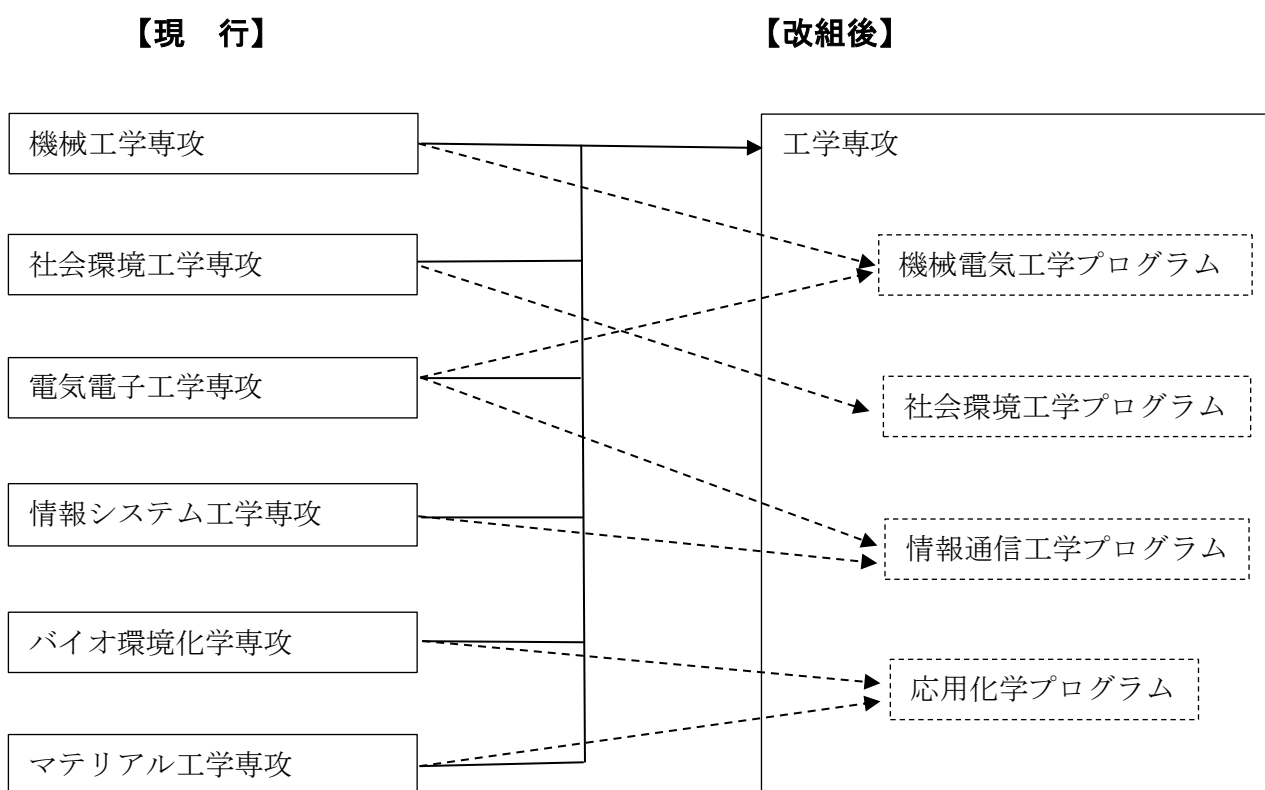 【現　行】
【改組後】
機械工学専攻
社会環境工学専攻
電気電子工学専攻
情報システム工学専攻
バイオ環境化学専攻
マテリアル工学専攻
工学専攻
機械電気工学プログラム
社会環境工学プログラム
情報通信工学プログラム
応用化学プログラム